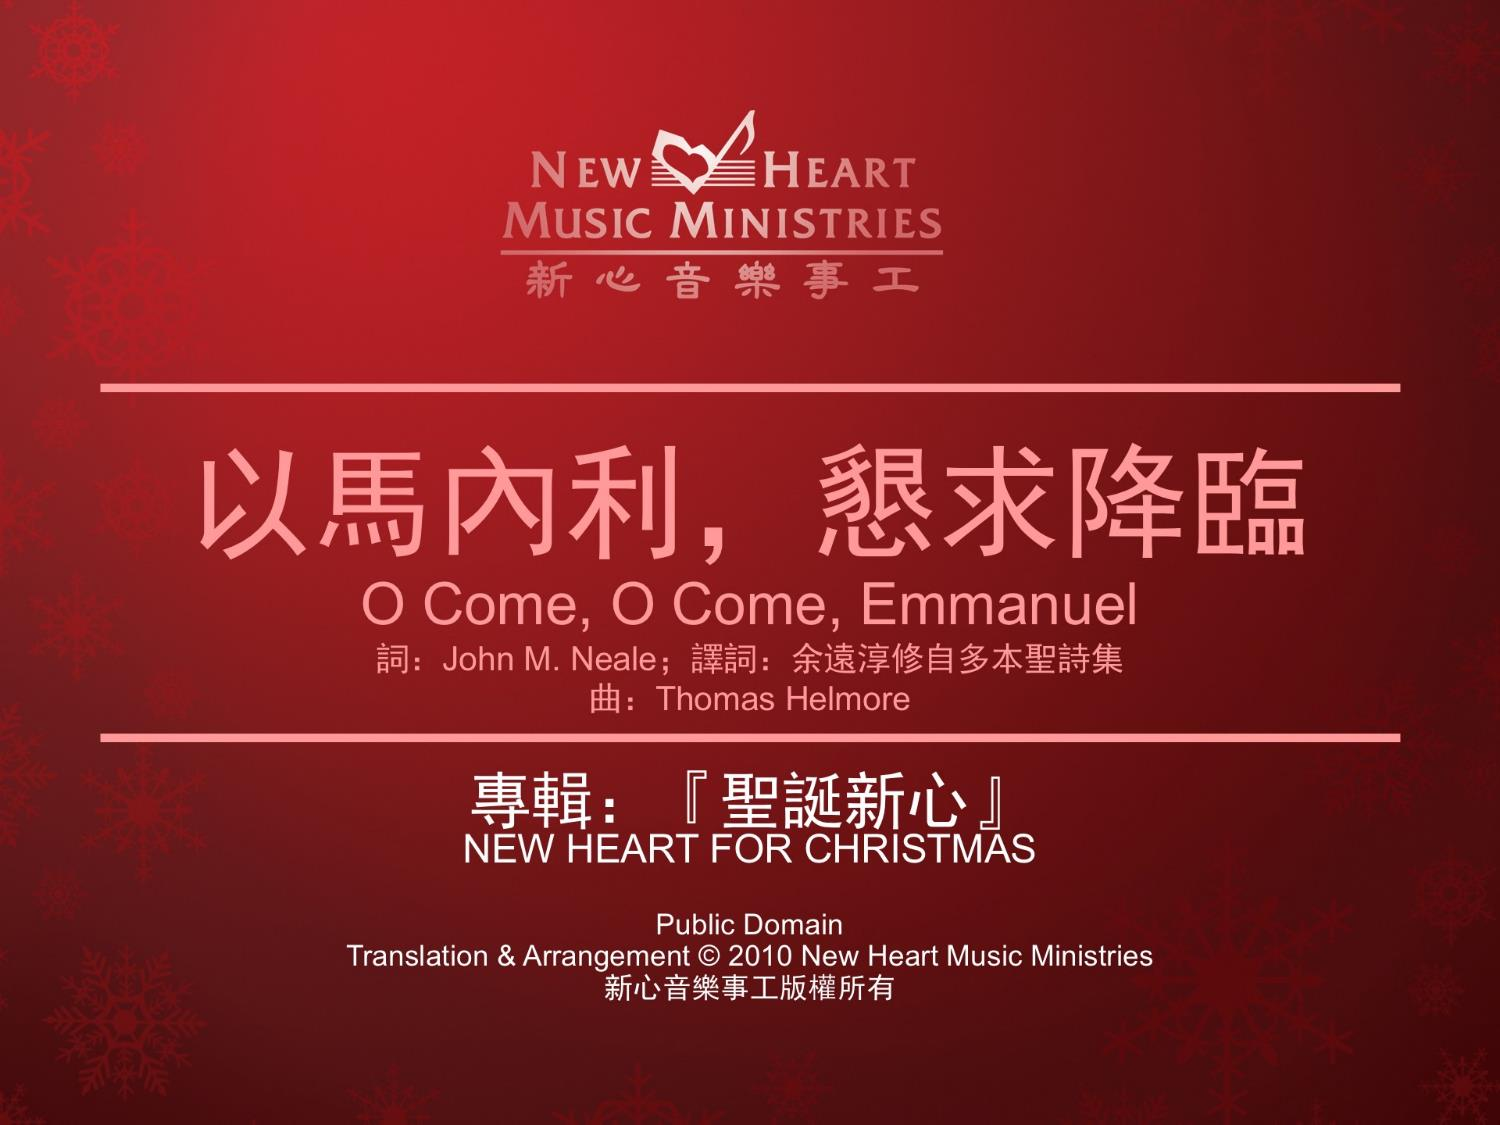 NEW HEART
MUSIC MINISTRIES
新心音樂事工
以馬內利，懇求降臨
O Come, O Come, Emmanuel
詞：John M. Neale；譯詞：余遠淳修自多本聖詩集
曲：Thomas Helmore
專輯：『聖誕新心』
NEW HEART FOR CHRISTMAS
Public Domain
Translation & Arrangement © 2010 New Heart Music Ministries
新心音樂事工版權所有